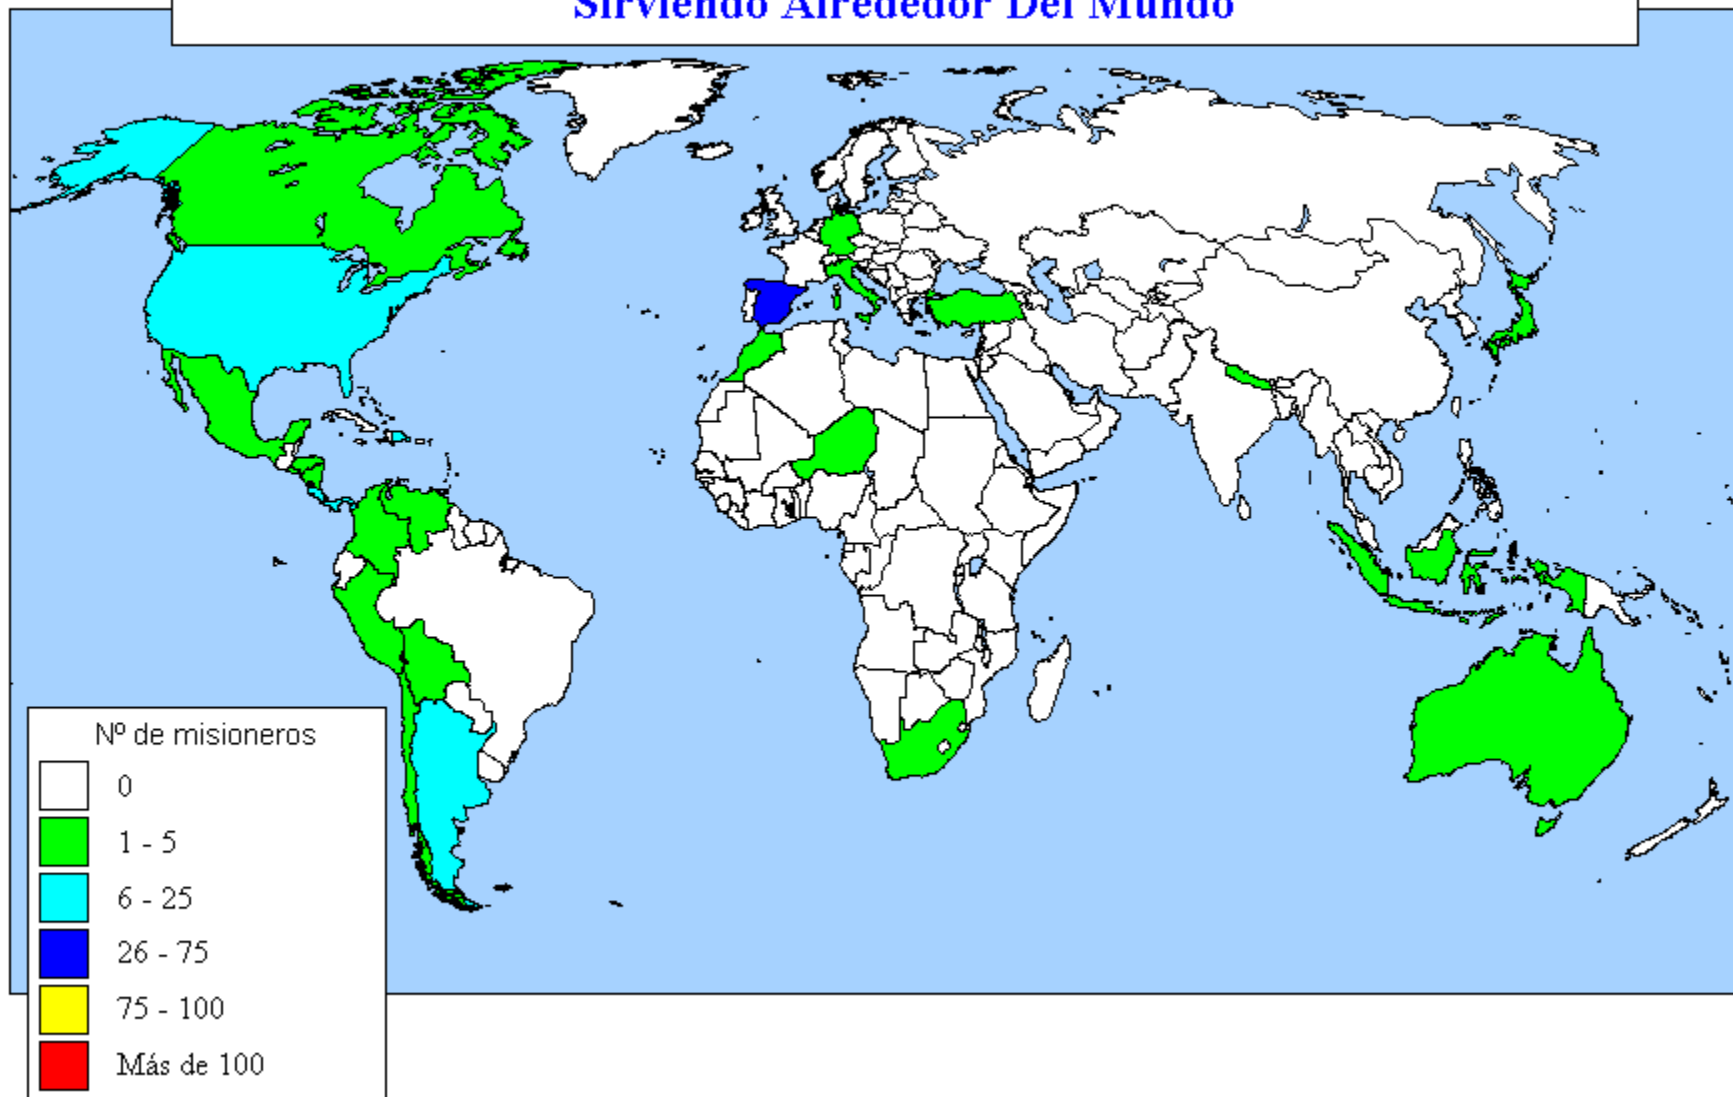 Sirviendo Alrededor Del Mundo
Nº de misioneros
0
1 - 5
6 - 25
26 - 75
75 - 100
Más de 100